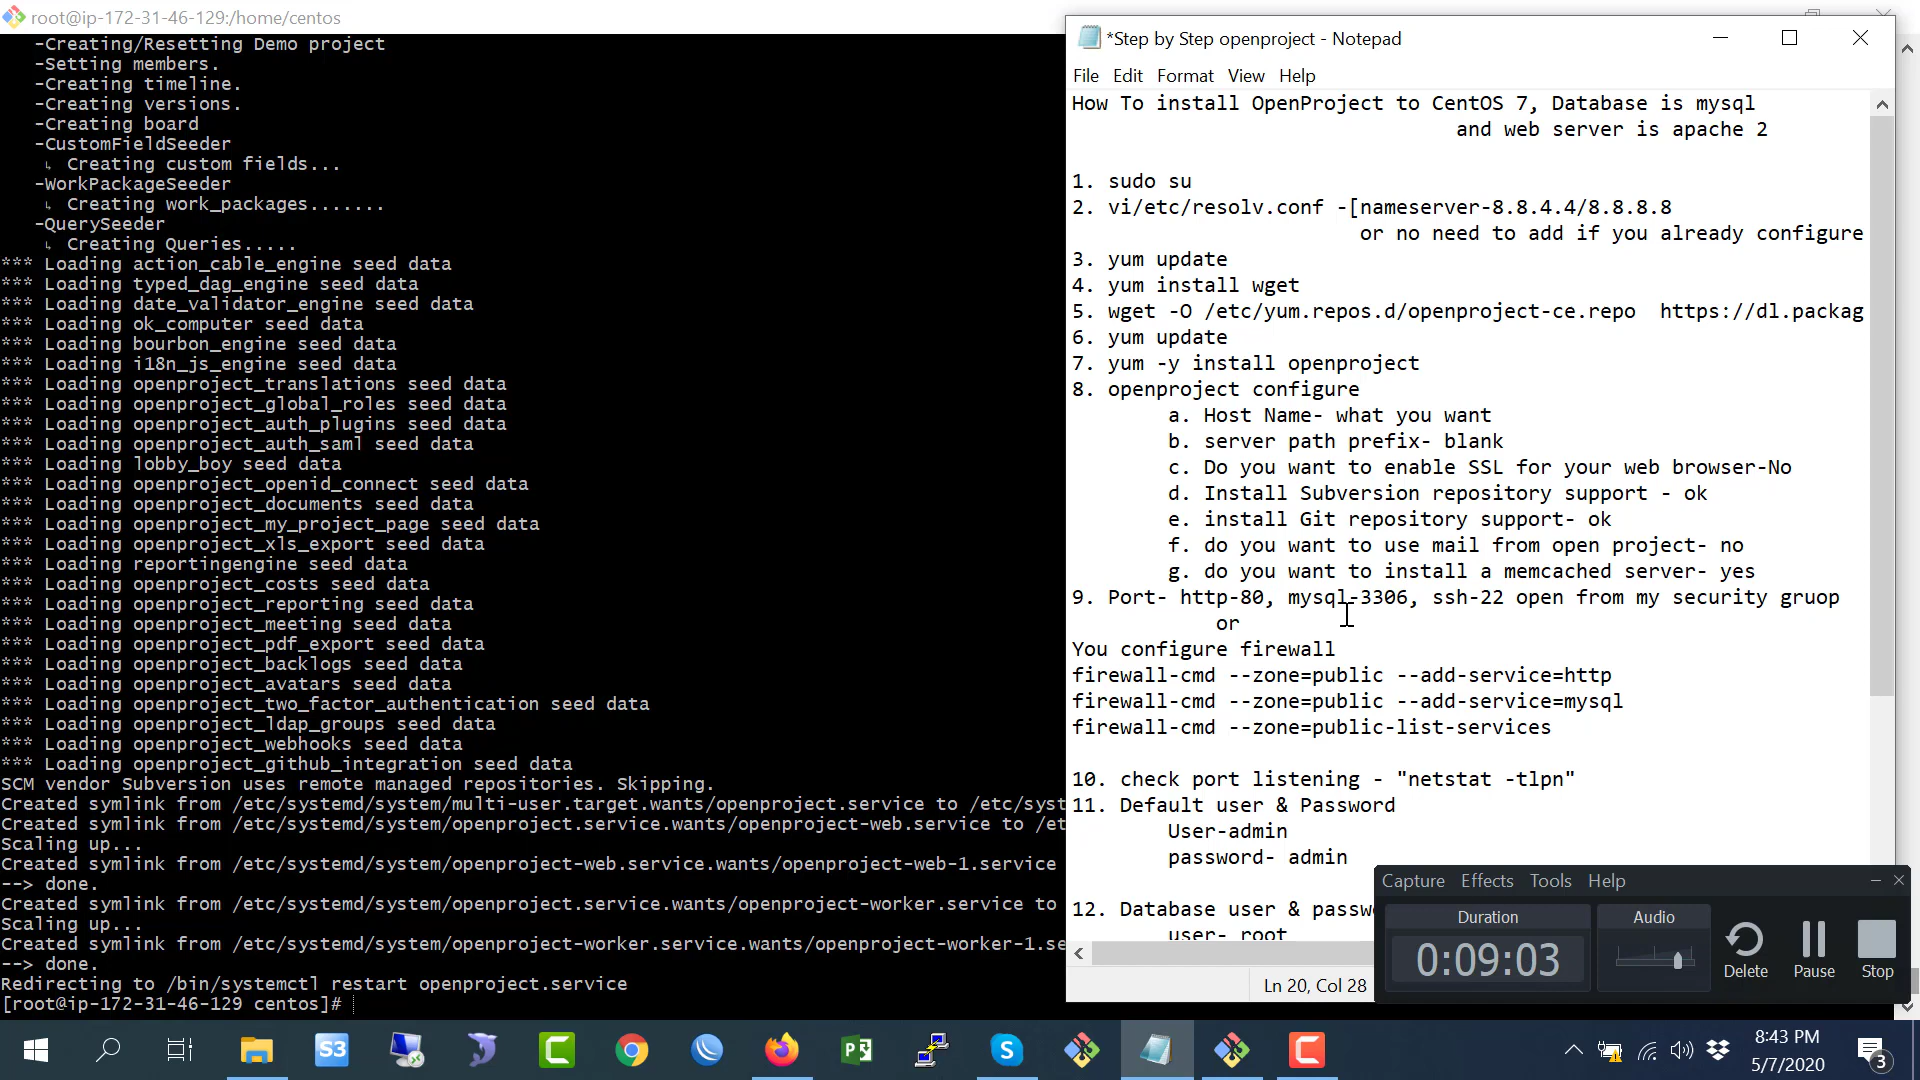 root@ip-172-31-46-129:/home/centos
-Creating/Resetting Demo project
-Setting members.
-Creating timeline.
-Creating versions.
-Creating board
-CustomFieldSeeder
↳ Creating custom fields...
-WorkPackageSeeder
↳ Creating work_packages.......
-QuerySeeder
↳ Creating Queries.....
*** Loading action_cable_engine seed data
*** Loading typed_dag_engine seed data
*** Loading date_validator_engine seed data
*** Loading ok_computer seed data
*** Loading bourbon_engine seed data
*** Loading i18n_js_engine seed data
*** Loading openproject_translations seed data
*** Loading openproject_global_roles seed data
*** Loading openproject_auth_plugins seed data
*** Loading openproject_auth_saml seed data
*** Loading lobby_boy seed data
*** Loading openproject_openid_connect seed data
*** Loading openproject_documents seed data
*** Loading openproject_my_project_page seed data
*** Loading openproject_xls_export seed data
*** Loading reportingengine seed data
*** Loading openproject_costs seed data
*** Loading openproject_reporting seed data
*** Loading openproject_meeting seed data
*** Loading openproject_pdf_export seed data
*** Loading openproject_backlogs seed data
*** Loading openproject_avatars seed data
*** Loading openproject_two_factor_authentication seed data
*** Loading openproject_ldap_groups seed data
*** Loading openproject_webhooks seed data
*** Loading openproject_github_integration seed data
SCM vendor Subversion uses remote managed repositories. Skipping.
Created symlink from /etc/systemd/system/multi-user.target.wants/openproject.service to /etc/syst
Created symlink from /etc/systemd/system/openproject.service.wants/openproject-web.service to /et
Scaling up...
Created symlink from /etc/systemd/system/openproject-web.service.wants/openproject-web-1.service
--> done.
Created symlink from /etc/systemd/system/openproject.service.wants/openproject-worker.service to
Scaling up...
Created symlink from /etc/systemd/system/openproject-worker.service.wants/openproject-worker-1.se
--> done.
Redirecting to /bin/systemctl restart openproject.service
[root@ip-172-31-46-129 centos]#
*Step by Step openproject - Notepad
File Edit Format View Help
How To install OpenProject to CentOS 7, Database is mysql
and web server is apache 2
1. sudo su
2. vi/etc/resolv.conf -[nameserver-8.8.4.4/8.8.8.8
or no need to add if you already configure
3. yum update
4. yum install wget
5. wget -O /etc/yum.repos.d/openproject-ce.repo https://dl.packag
6. yum update
7. yum -y install openproject
8. openproject configure
a. Host Name- what you want
b. server path prefix- blank
c. Do you want to enable SSL for your web browser-No
d. Install Subversion repository support - ok
e. install Git repository support- ok
f. do you want to use mail from open project- no
g. do you want to install a memcached server- yes
9. Port- http-80, mysql-3306, ssh-22 open from my security gruop
or
You configure firewall
firewall-cmd --zone=public --add-service=http
firewall-cmd --zone=public --add-service=mysql
firewall-cmd --zone=public-list-services
10. check port listening - "netstat -tlpn"
11. Default user & Password
User-admin
password- admin
12. Database user & passw
user- root
Ln 20, Col 28
Capture Effects Tools Help
Duration
Audio
0:09:03
Delete Pause Stop
S3
8:43 PM
5/7/2020
3